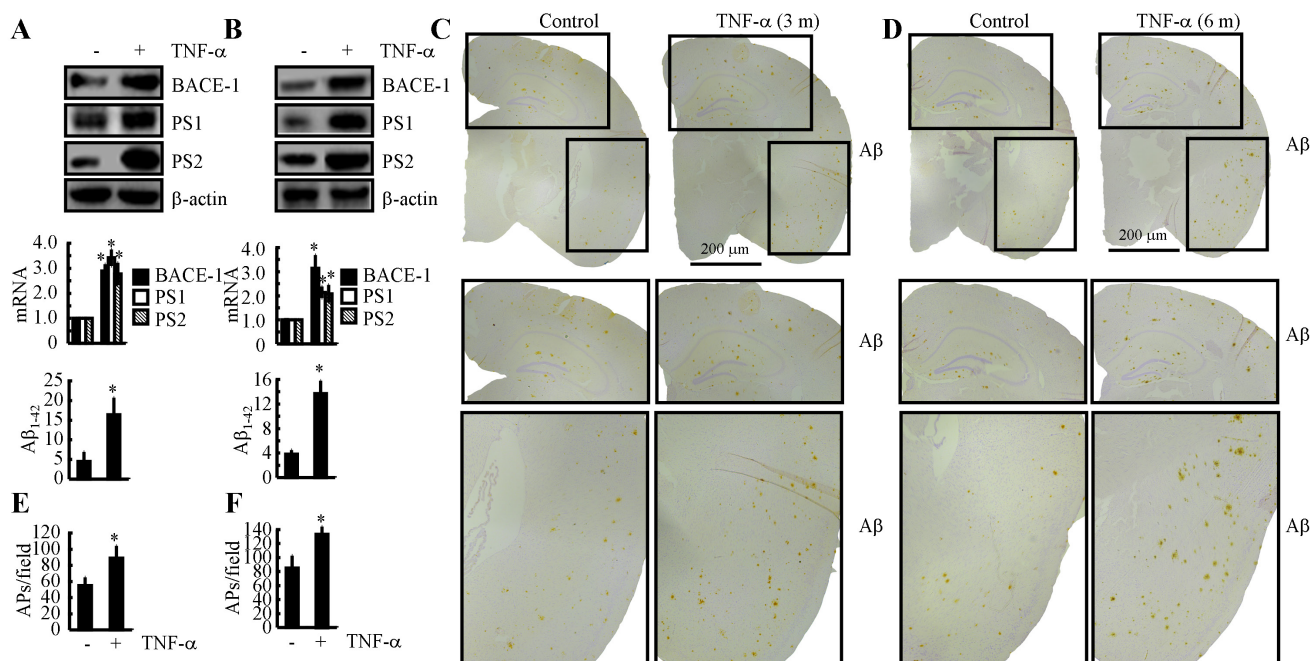 A
- + TNF-α
BACE-1
PS1
PS2
β-actin
4.0
3.0
2.0
1.0
0
mRNA
* * *
BACE-1
PS1
PS2
25
20
15
10
5
0
Aβ1-42
*
B
- + TNF-α
BACE-1
PS1
PS2
β-actin
4.0
3.0
2.0
1.0
0
mRNA
* * *
BACE-1
PS1
PS2
16
12
8
4
0
Aβ1-42
*
C
Control TNF-α (3 m)
Aβ
200 μm
Aβ
Aβ
D
Control TNF-α (6 m)
Aβ
Aβ
Aβ
E
120
100
80
60
40
20
0
APs/field
*
- + TNF-α
F
140
120
100
80
60
40
20
0
APs/field
*
- + TNF-α